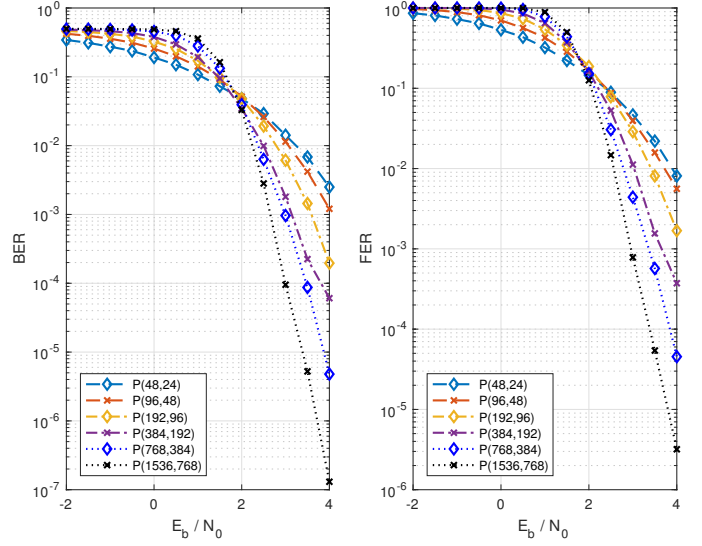 10^0
10^-1
10^-2
10^-3
10^-4
10^-5
10^-6
10^-7
BER
-2 0 2 4
E_b / N_0
P(48,24)
P(96,48)
P(192,96)
P(384,192)
P(768,384)
P(1536,768)
10^0
10^-1
10^-2
10^-3
10^-4
10^-5
10^-6
FER
-2 0 2 4
E_b / N_0
P(48,24)
P(96,48)
P(192,96)
P(384,192)
P(768,384)
P(1536,768)